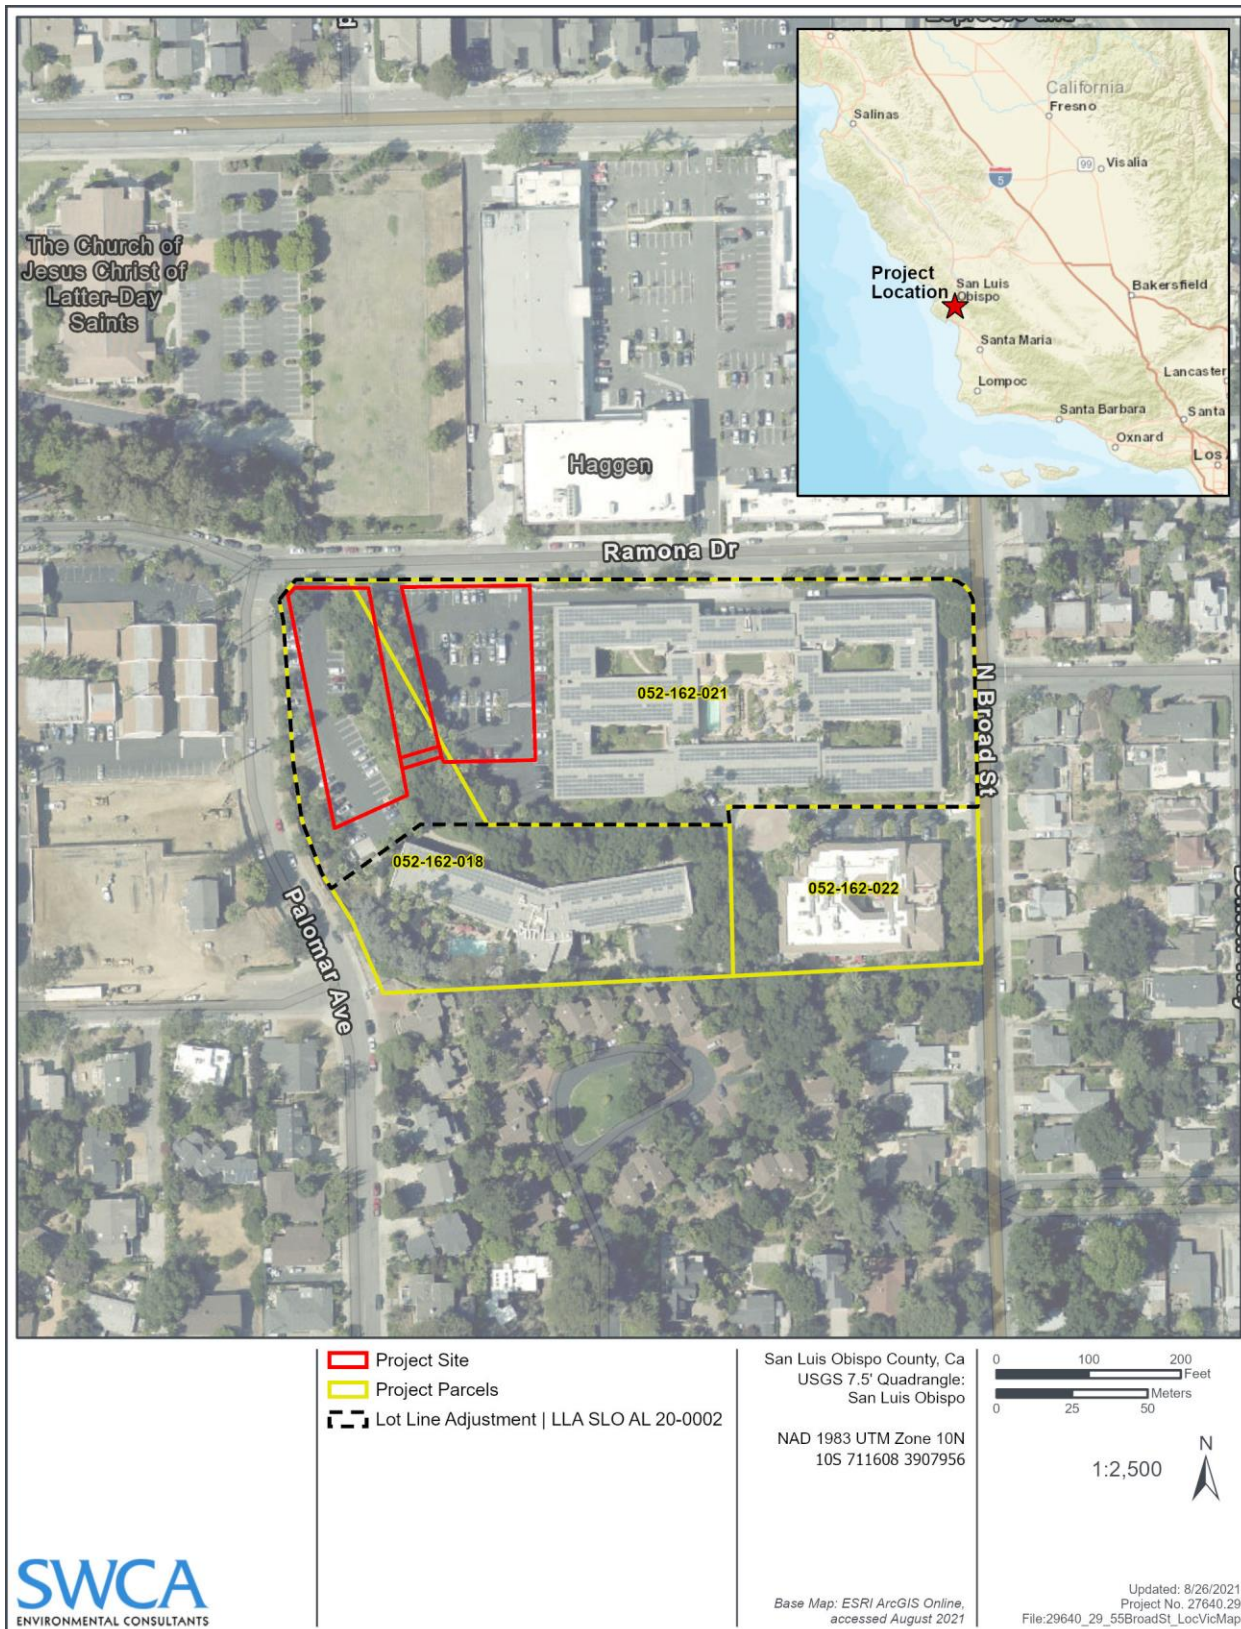 The Church of
Jesus Christ of
Latter-Day
Saints
Haggen
Ramona Dr
N Broad St
Palomar Ave
052-162-021
052-162-018
052-162-022
California
Salinas
Fresno
99
Visalia
5
Project
Location
San Luis
Obispo
Bakersfield
Santa Maria
Lompoc
Lancaster
Santa Barbara
Santa
Oxnard
Los
Project Site
Project Parcels
Lot Line Adjustment | LLA SLO AL 20-0002
San Luis Obispo County, Ca
USGS 7.5' Quadrangle:
San Luis Obispo
NAD 1983 UTM Zone 10N
10S 711608 3907956
0 100 200
Feet
Meters
0 25 50
N
1:2,500
SWCA
ENVIRONMENTAL CONSULTANTS
Base Map: ESRI ArcGIS Online,
accessed August 2021
Updated: 8/26/2021
Project No. 27640.29
File:29640_29_55BroadSt_LocVicMap